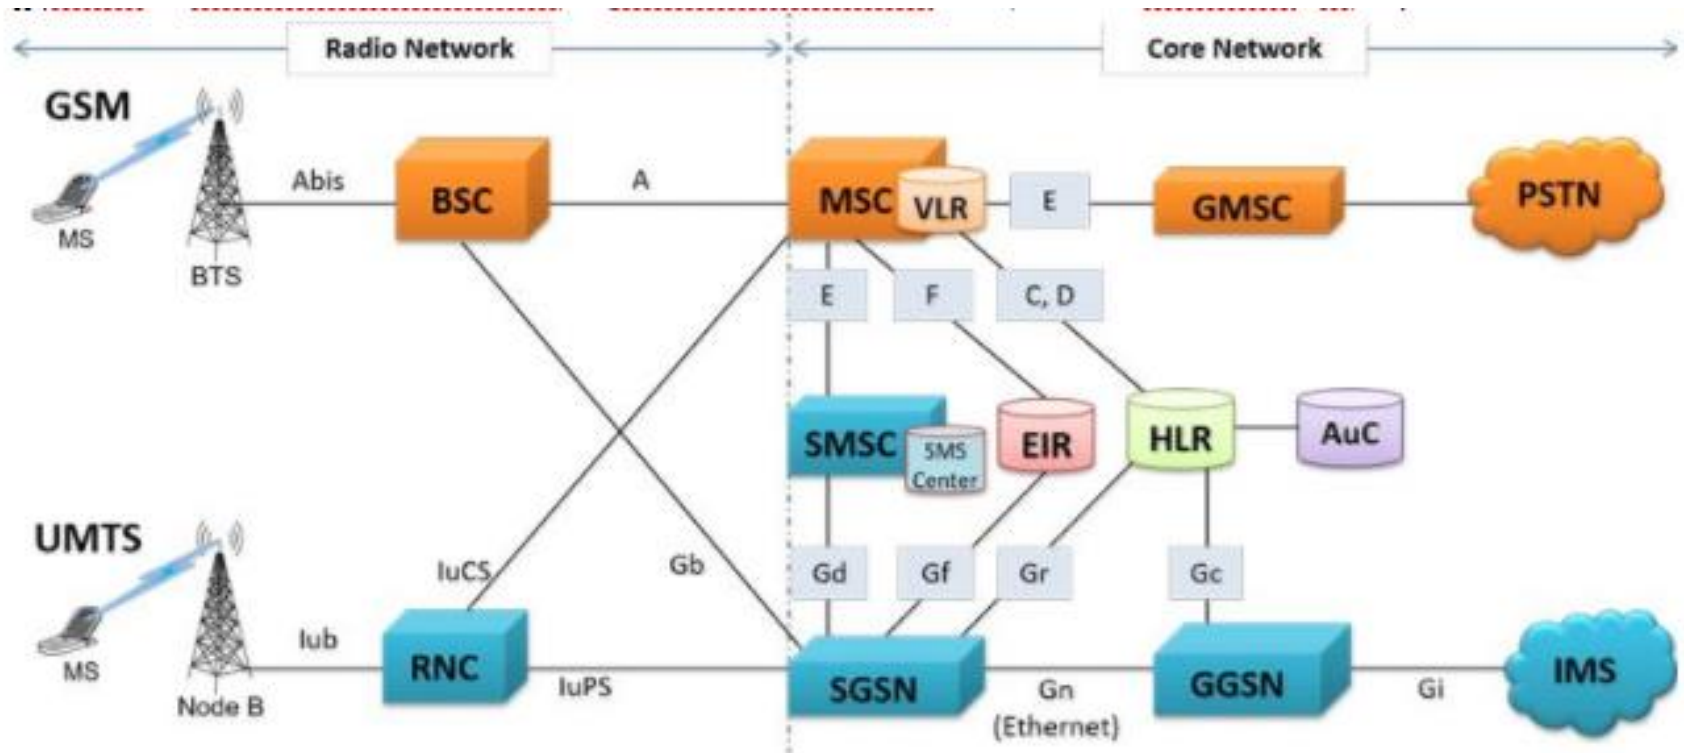 Radio Network
Core Network
GSM
Abis
A
BSC
MSC
VLR
E
GMSC
PSTN
MS
BTS
E
F
C, D
SMSC
SMS
Center
EIR
HLR
AuC
UMTS
IuCS
Gb
Gd
Gf
Gr
Gc
Iub
RNC
IuPS
SGSN
Gn
(Ethernet)
GGSN
Gi
IMS
MS
Node B